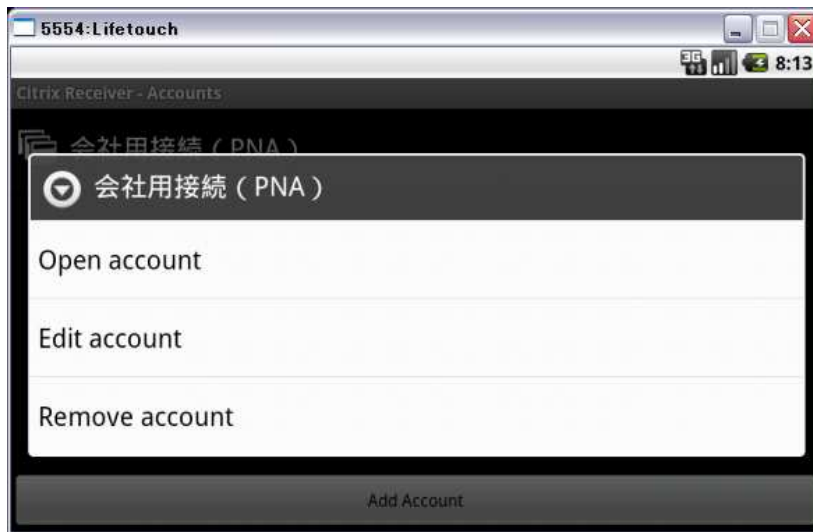 5554:Lifetouch
3G 8:13
Citrix Receiver - Accounts
会社用接続（PNA）
会社用接続（PNA）
Open account
Edit account
Remove account
Add Account